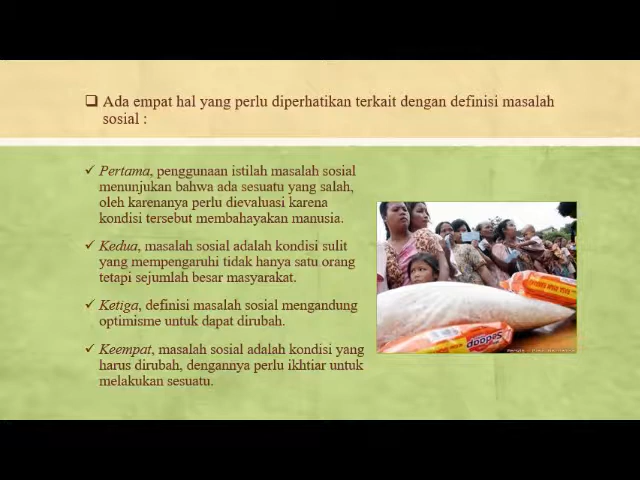 Ada empat hal yang perlu diperhatikan terkait dengan definisi masalah
sosial :
Pertama, penggunaan istilah masalah sosial
menunjukan bahwa ada sesuatu yang salah,
oleh karenanya perlu dievaluasi karena
kondisi tersebut membahayakan manusia.
Kedua, masalah sosial adalah kondisi sulit
yang mempengaruhi tidak hanya satu orang
tetapi sejumlah besar masyarakat.
Ketiga, definisi masalah sosial mengandung
optimisme untuk dapat dirubah.
Keempat, masalah sosial adalah kondisi yang
harus dirubah, dengannya perlu ikhtiar untuk
melakukan sesuatu.